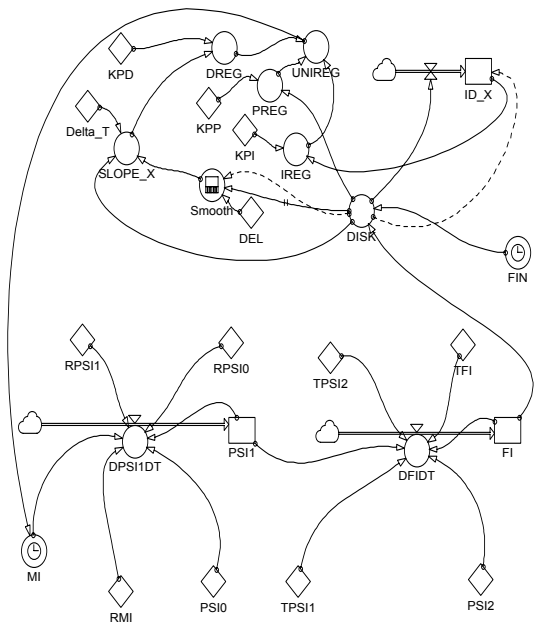 KPD
DREG
UNIREG
ID_X
PREG
KPP
Delta_T
KPI
IREG
SLOPE_X
Smooth
DEL
DISK
FIN
RPSI1
RPSI0
TPSI2
TFI
PSI1
DPSI1DT
DFIDT
FI
MI
RMI
PSI0
TPSI1
PSI2